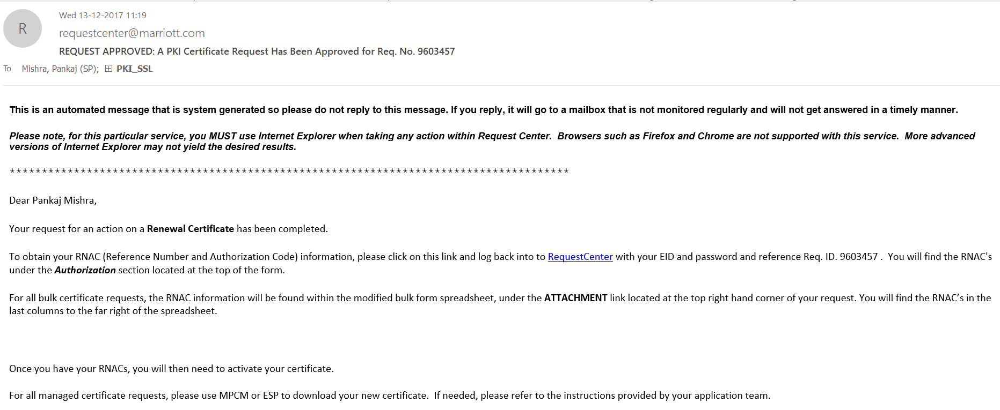 R
Wed 13-12-2017 11:19
requestcenter@marriott.com
REQUEST APPROVED: A PKI Certificate Request Has Been Approved for Req. No. 9603457
To Mishra, Pankaj (SP); PKI_SSL
This is an automated message that is system generated so please do not reply to this message. If you reply, it will go to a mailbox that is not monitored regularly and will not get answered in a timely manner.
Please note, for this particular service, you MUST use Internet Explorer when taking any action within Request Center.  Browsers such as Firefox and Chrome are not supported with this service.  More advanced
versions of Internet Explorer may not yield the desired results.
***************************************************************************************
Dear Pankaj Mishra,
Your request for an action on a Renewal Certificate has been completed.
To obtain your RNAC (Reference Number and Authorization Code) information, please click on this link and log back into to RequestCenter with your EID and password and reference Req. ID. 9603457 .  You will find the RNAC's
under the Authorization section located at the top of the form.
For all bulk certificate requests, the RNAC information will be found within the modified bulk form spreadsheet, under the ATTACHMENT link located at the top right hand corner of your request. You will find the RNAC’s in the
last columns to the far right of the spreadsheet.
Once you have your RNACs, you will then need to activate your certificate.
For all managed certificate requests, please use MPCM or ESP to download your new certificate.  If needed, please refer to the instructions provided by your application team.